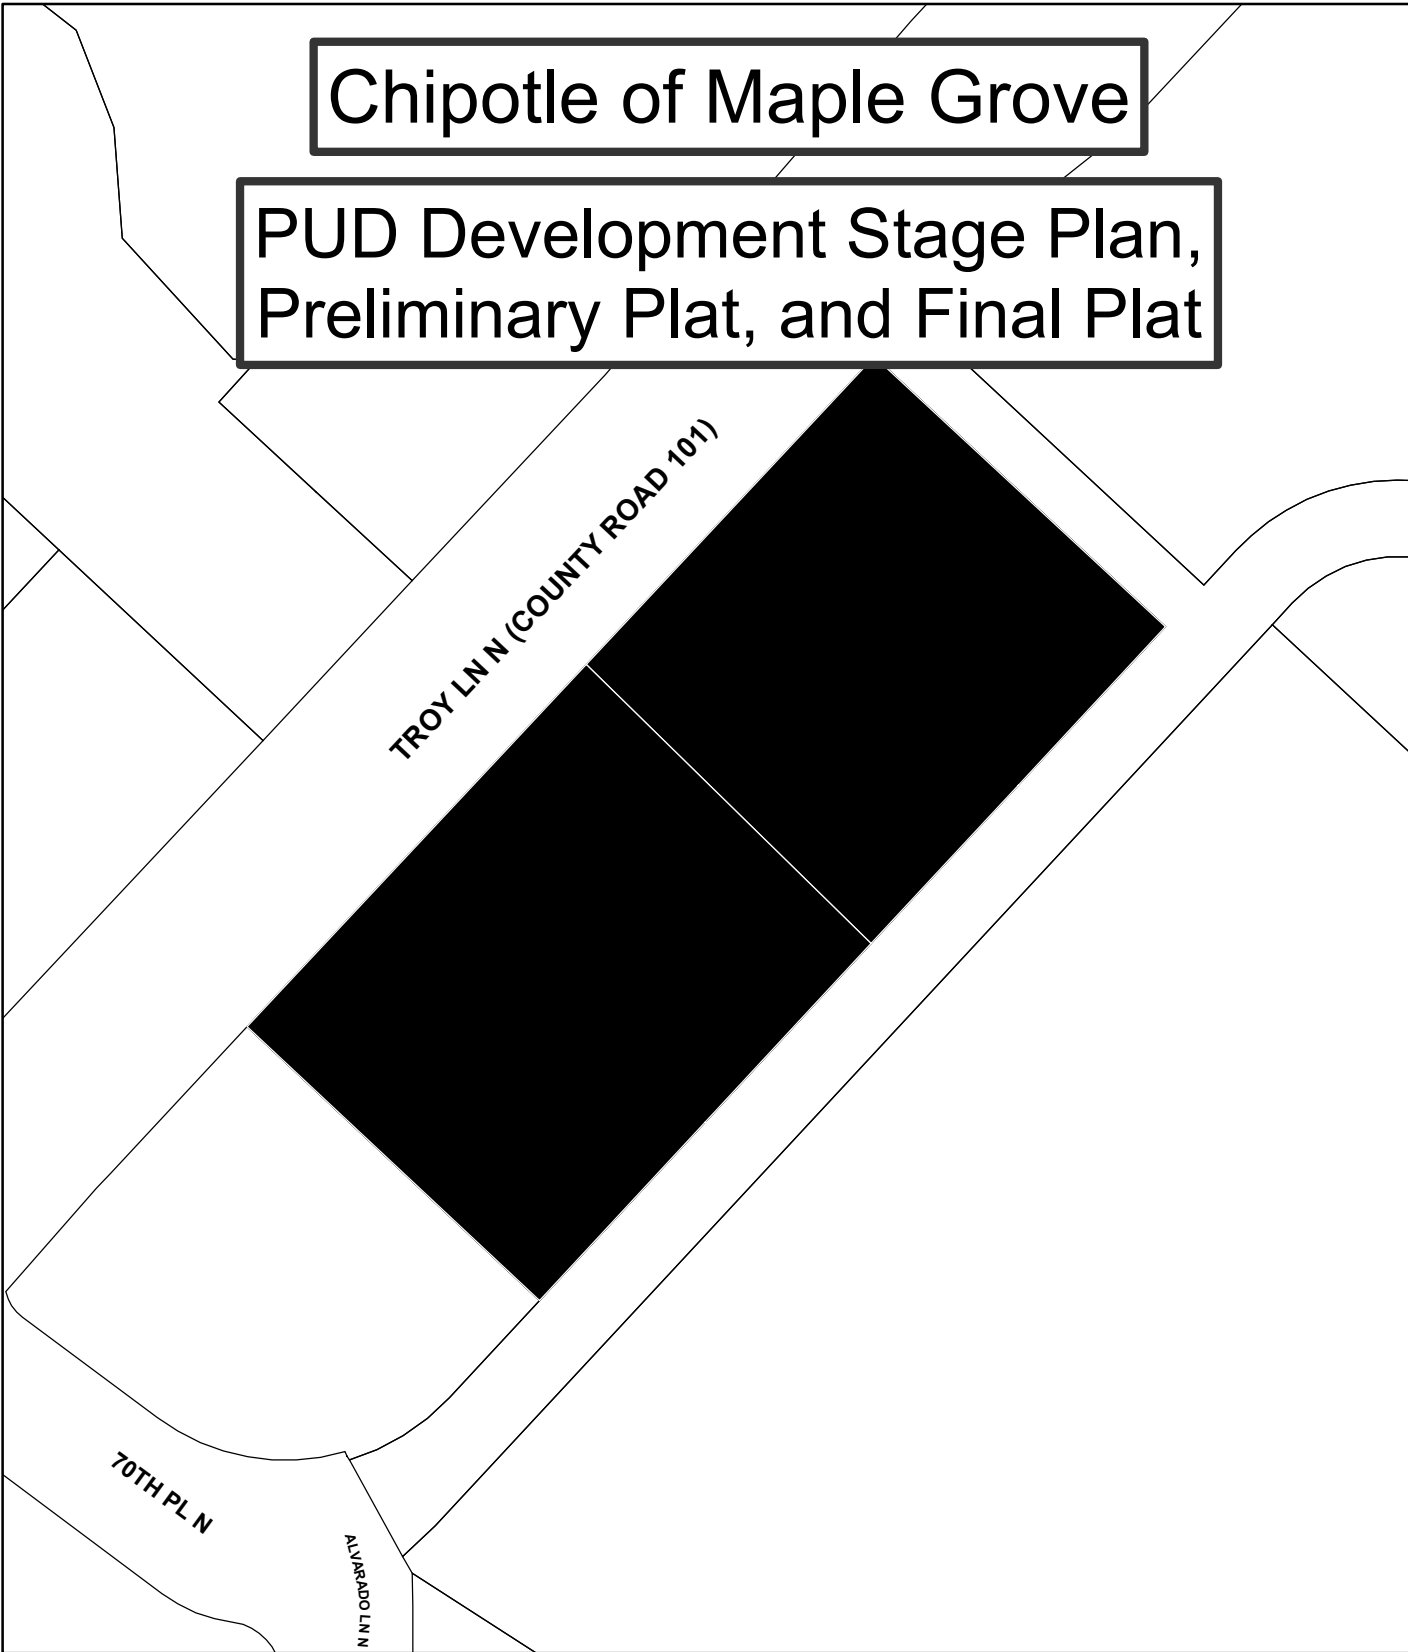 Chipotle of Maple Grove
PUD Development Stage Plan,
Preliminary Plat, and Final Plat
TROY LN N (COUNTY ROAD 101)
70TH PL N
ALVARADO LN N